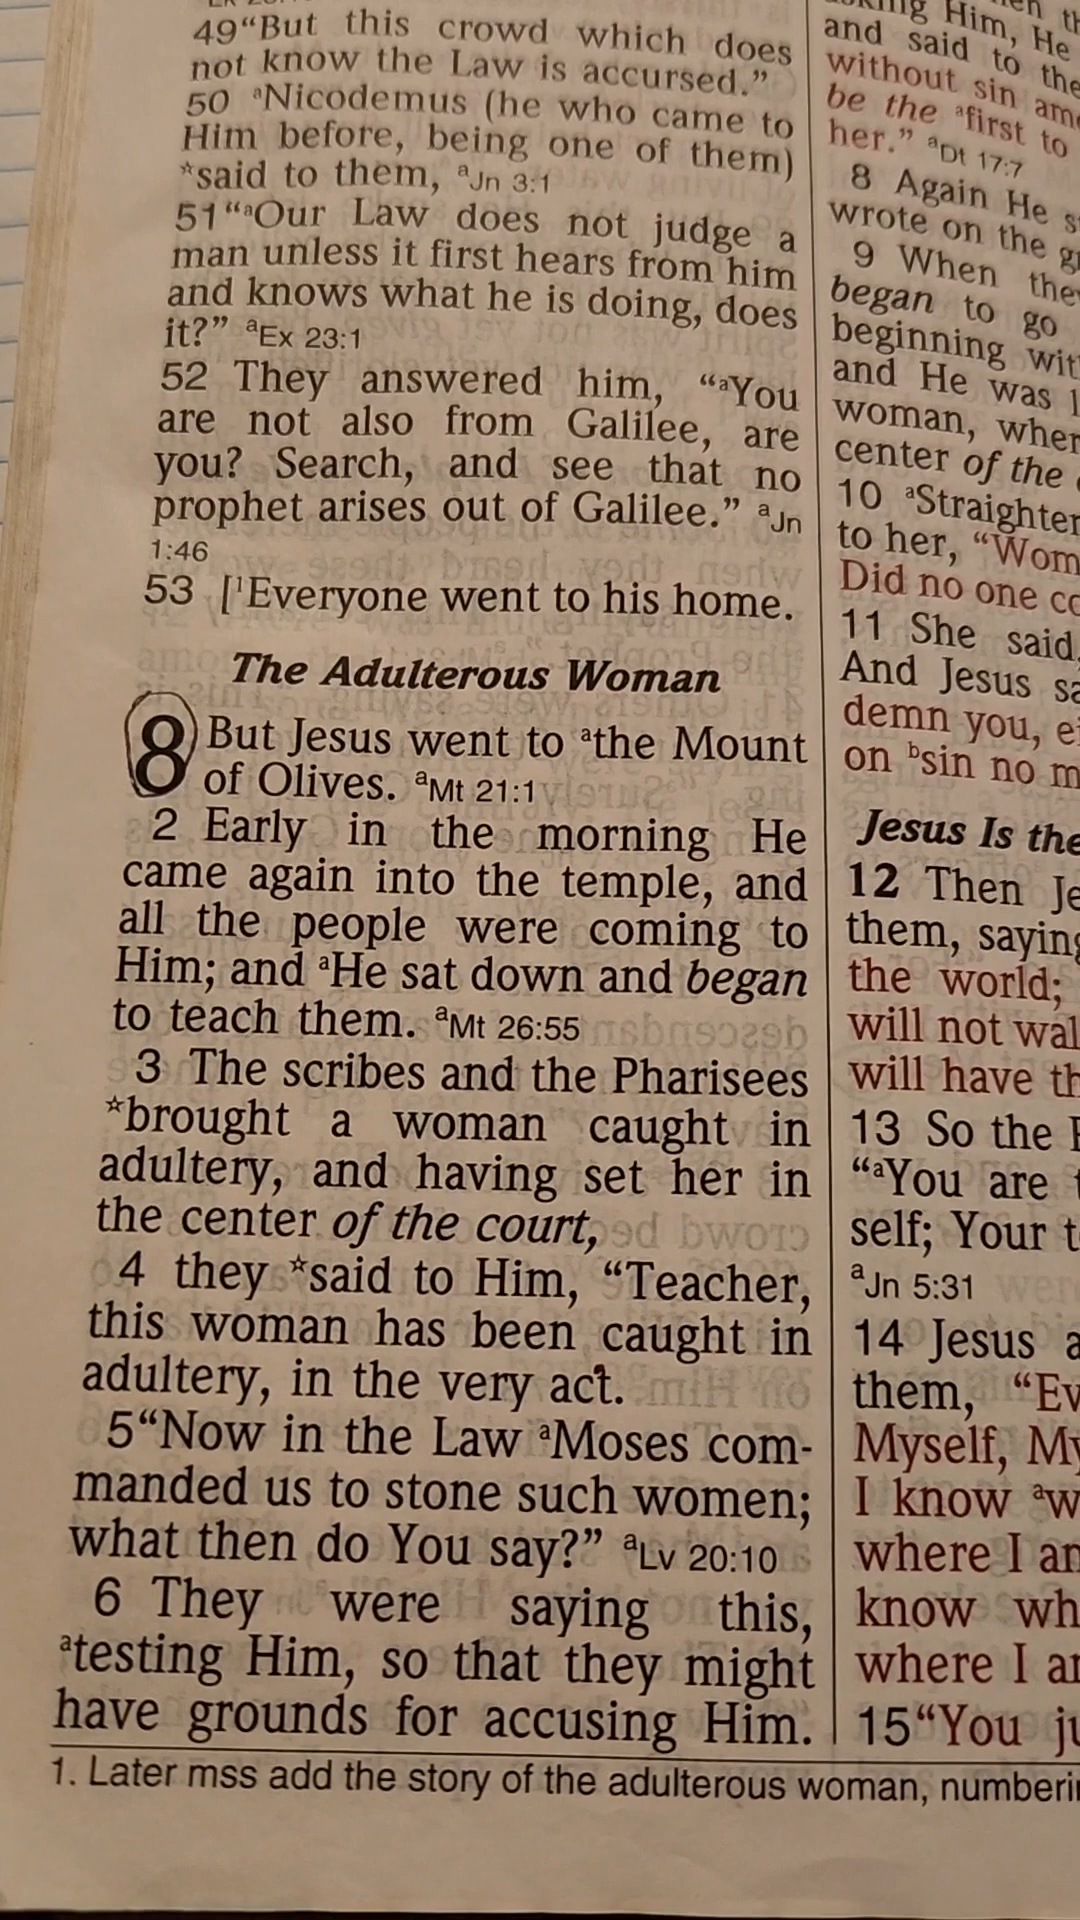 49“But this crowd which does
not know the Law is accursed.”
50 ᵃNicodemus (he who came to
Him before, being one of them)
*said to them, ᵃJn 3:1
51“ᵃOur Law does not judge a
man unless it first hears from him
and knows what he is doing, does
it?” ᵃEx 23:1
52 They answered him, “ᵃYou
are not also from Galilee, are
you? Search, and see that no
prophet arises out of Galilee.” ᵃJn
1:46
53 [¹Everyone went to his home.
The Adulterous Woman
8 But Jesus went to ᵃthe Mount
of Olives. ᵃMt 21:1
2 Early in the morning He
came again into the temple, and
all the people were coming to
Him; and ᵃHe sat down and began
to teach them. ᵃMt 26:55
3 The scribes and the Pharisees
*brought a woman caught in
adultery, and having set her in
the center of the court,
4 they *said to Him, “Teacher,
this woman has been caught in
adultery, in the very act.
5“Now in the Law ᵃMoses com-
manded us to stone such women;
what then do You say?” ᵃLv 20:10
6 They were saying this,
ᵃtesting Him, so that they might
have grounds for accusing Him.
Him, He
and said to the
without sin
be the ᵃfirst to
her.” ᵃDt 17:7
8 Again He
wrote on the
9 When
began to go
beginning
and He was
woman,
center of the
10
to her,
Did no one
11 She said,
And Jesus
demn you,
on ᵇsin no
Jesus Is the
12 Then
them, saying
the world;
will not
will have
13 So the
“ᵃYou are
self; Your
ᵃJn 5:31
14 Jesus
them,
Myself,
I know
where I
know
where I
15“You
1. Later mss add the story of the adulterous woman,